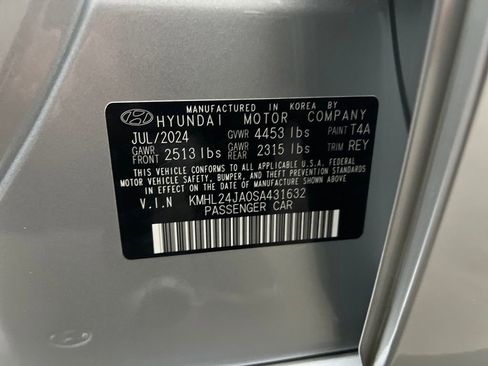 MANUFACTURED IN KOREA BY
HYUNDAI MOTOR COMPANY
JUL/2024 GVWR 4453 lbs PAINT T4A
GAWR FRONT 2513 lbs GAWR REAR 2315 lbs TRIM REY
THIS VEHICLE CONFORMS TO ALL APPLICABLE U.S.A. FEDERAL
MOTOR VEHICLE SAFETY, BUMPER, AND THEFT PREVENTION STANDARDS
IN EFFECT ON THE DATE OF MANUFACTURE SHOWN ABOVE.
V.I.N KMHL24JA0SA431632
PASSENGER CAR